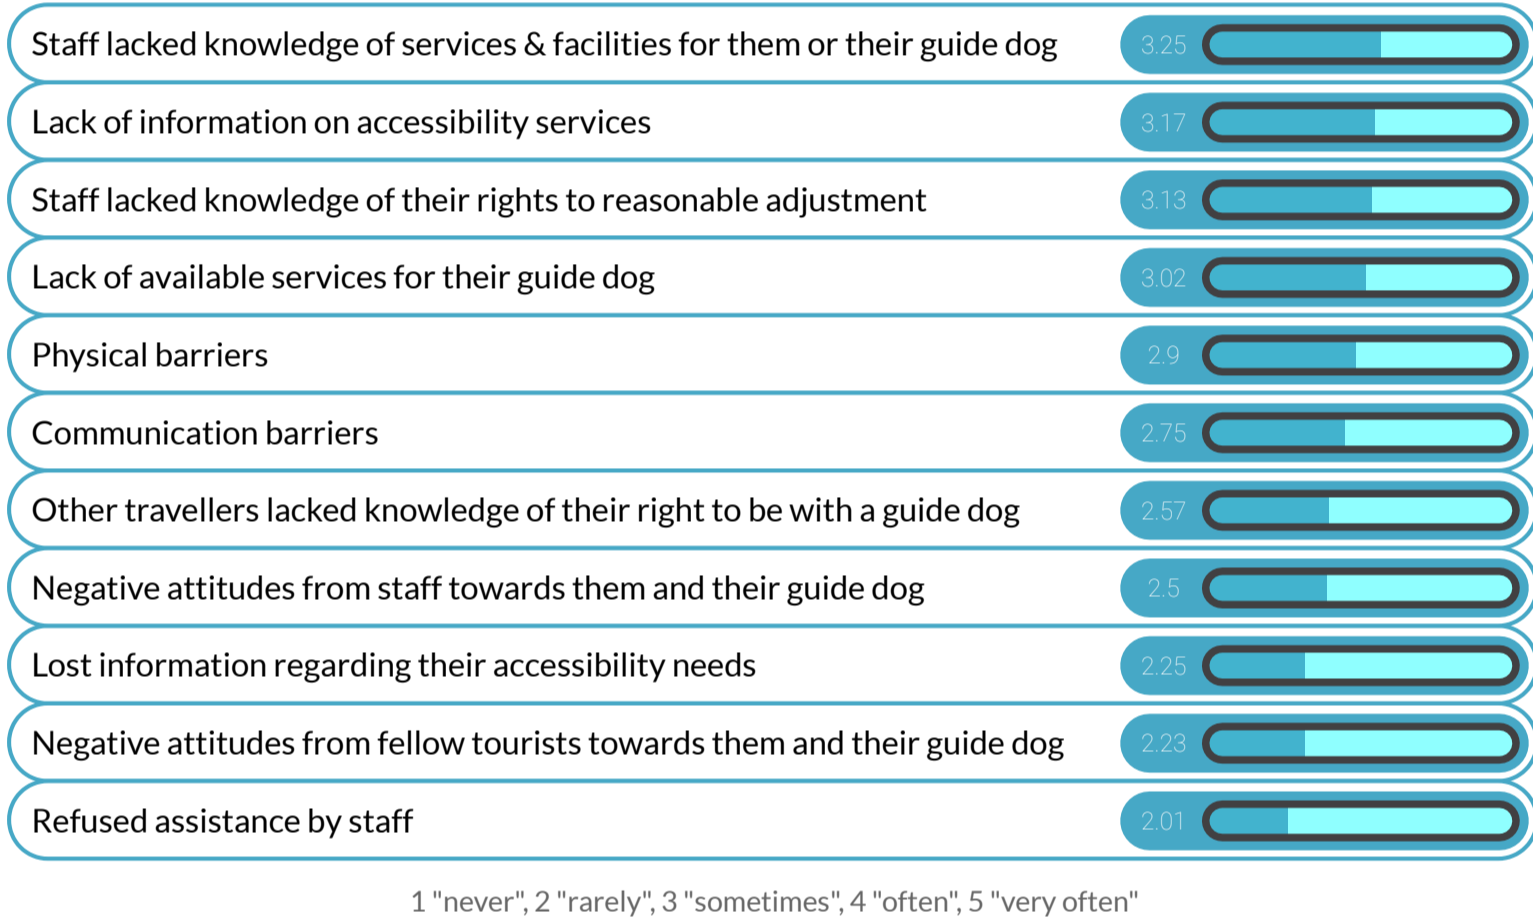 Staff lacked knowledge of services & facilities for them or their guide dog 3.25
Lack of information on accessibility services 3.17
Staff lacked knowledge of their rights to reasonable adjustment 3.13
Lack of available services for their guide dog 3.02
Physical barriers 2.9
Communication barriers 2.75
Other travellers lacked knowledge of their right to be with a guide dog 2.57
Negative attitudes from staff towards them and their guide dog 2.5
Lost information regarding their accessibility needs 2.25
Negative attitudes from fellow tourists towards them and their guide dog 2.23
Refused assistance by staff 2.01
1 "never", 2 "rarely", 3 "sometimes", 4 "often", 5 "very often"